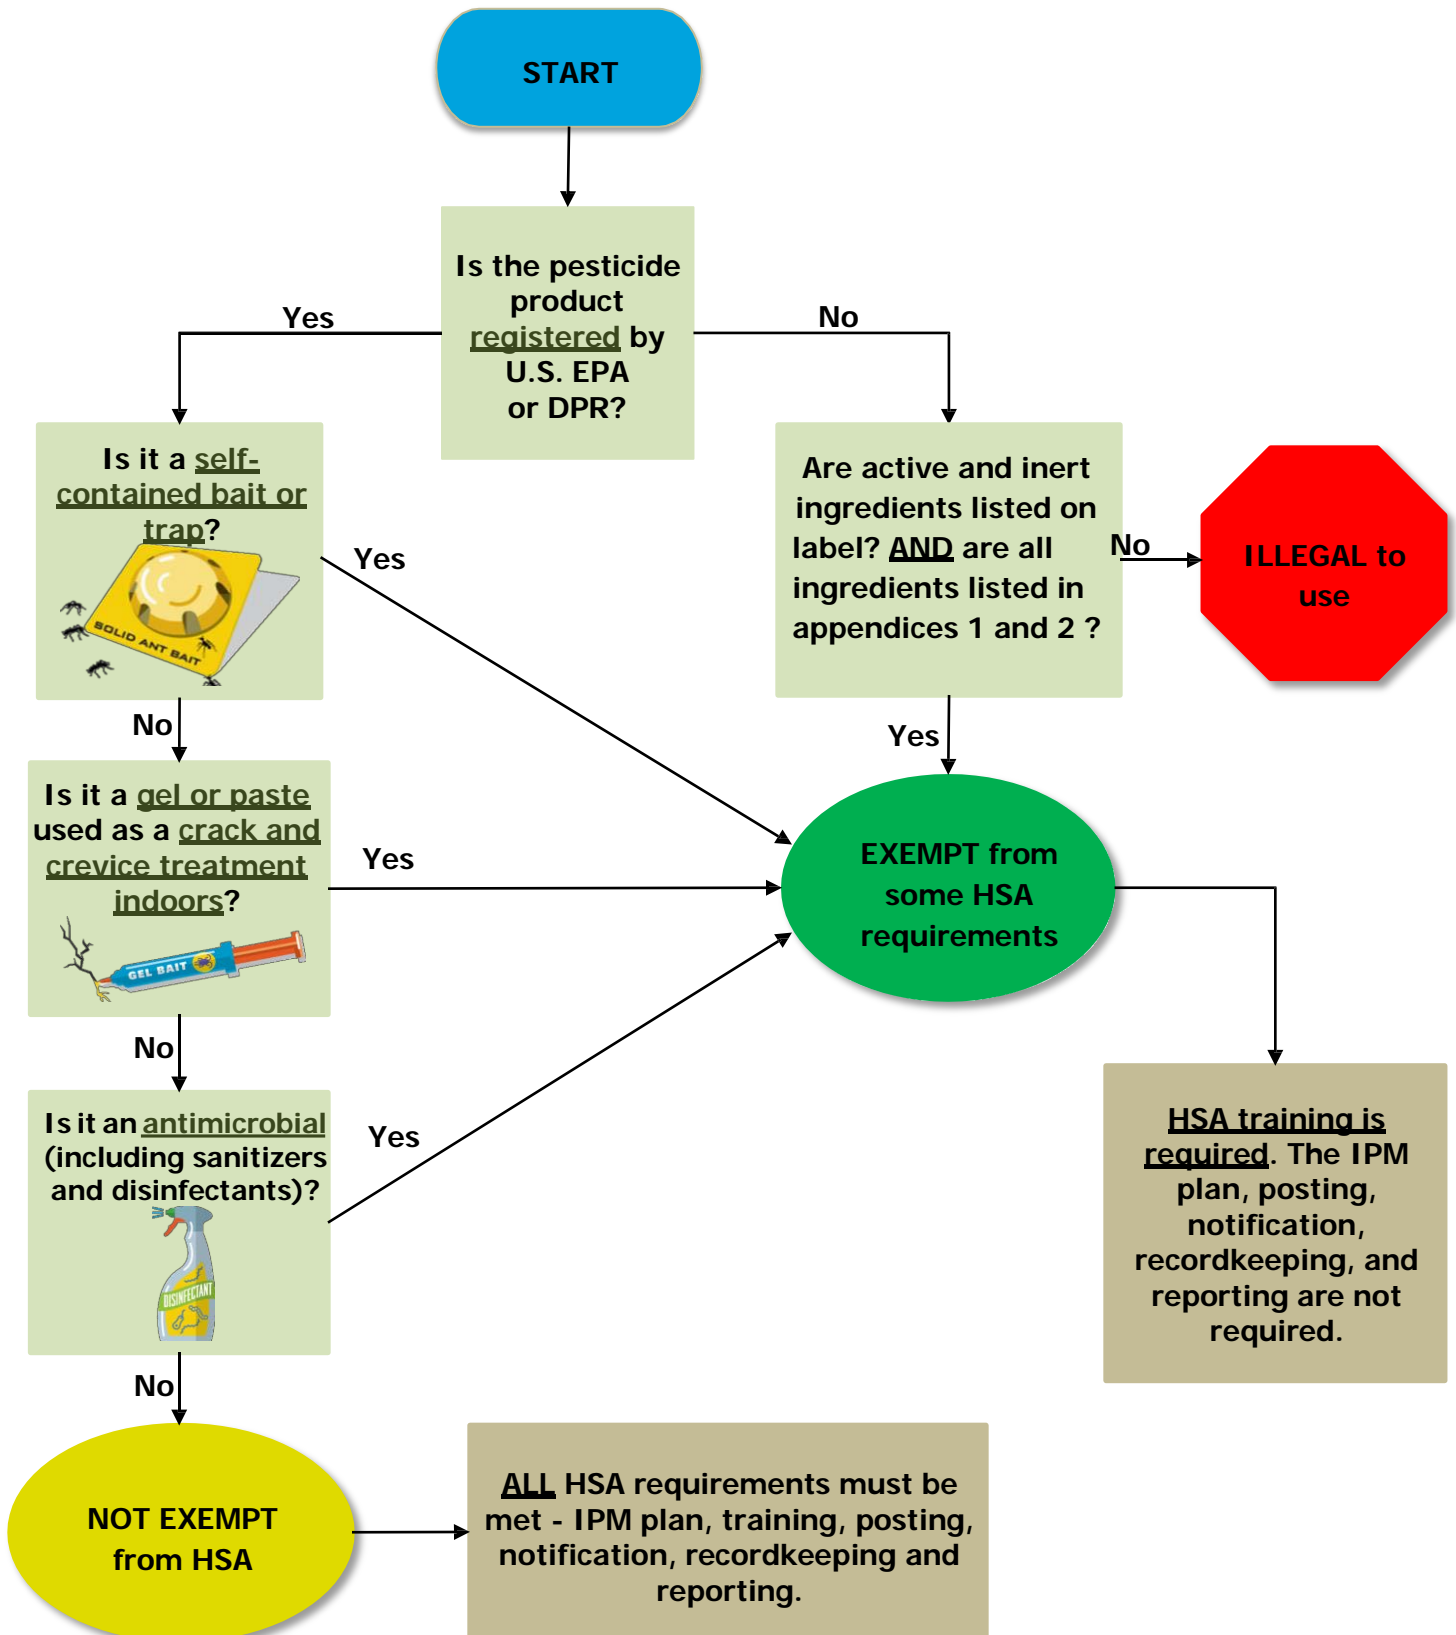 START
Is the pesticide
product
registered by
U.S. EPA
or DPR?
Yes
No
Is it a self-
contained bait or
trap?
SOLID ANT BAIT
Yes
No
Are active and inert
ingredients listed on
label? AND are all
ingredients listed in
appendices 1 and 2 ?
No
ILLEGAL to
use
Yes
Is it a gel or paste
used as a crack and
crevice treatment
indoors?
GEL BAIT
Yes
No
EXEMPT from
some HSA
requirements
Is it an antimicrobial
(including sanitizers
and disinfectants)?
DISINFECTANT
Yes
No
HSA training is
required. The IPM
plan, posting,
notification,
recordkeeping, and
reporting are not
required.
NOT EXEMPT
from HSA
ALL HSA requirements must be
met - IPM plan, training, posting,
notification, recordkeeping and
reporting.